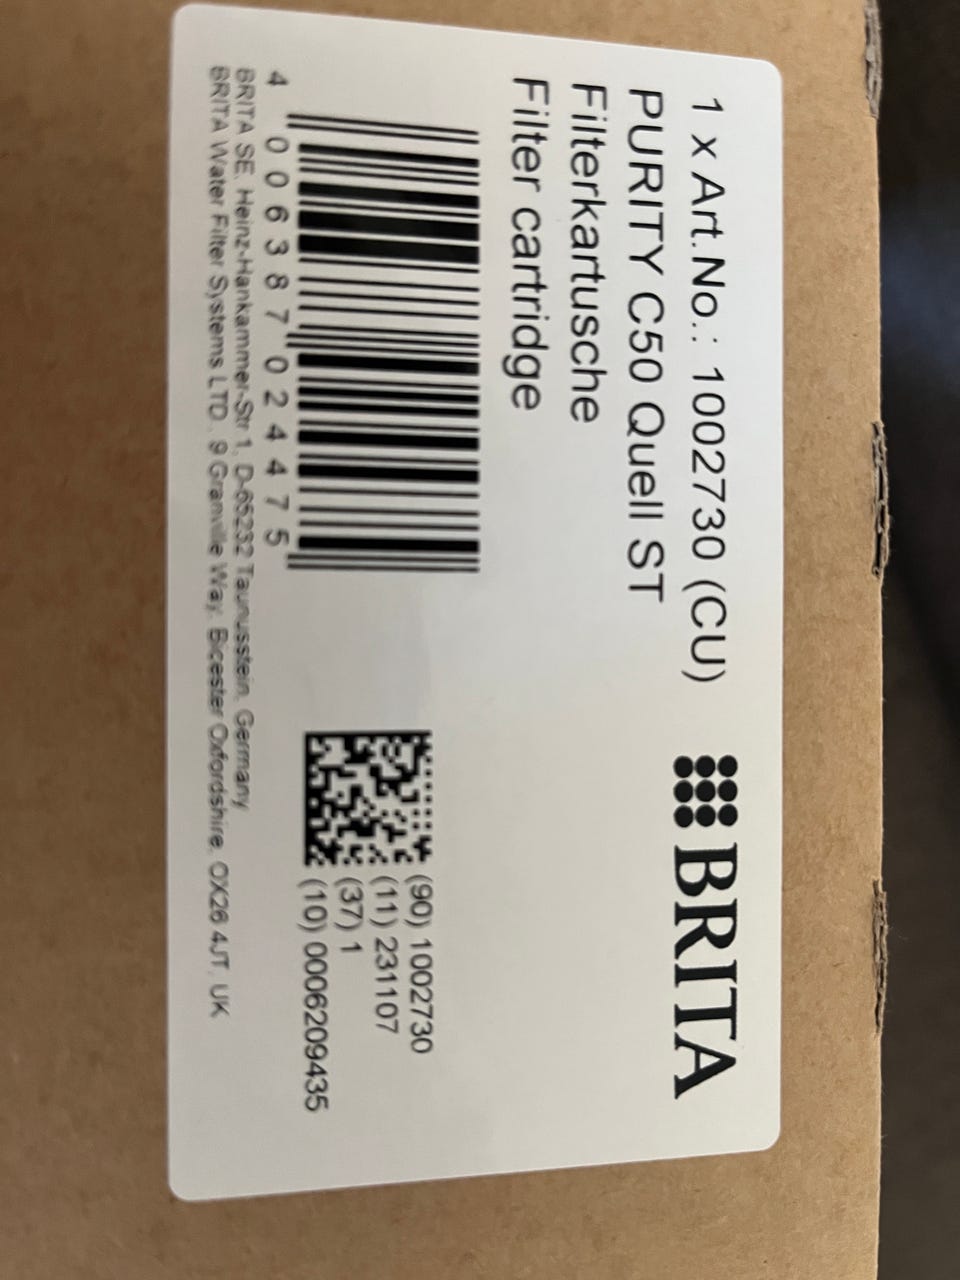 1 x Art.No.: 1002730 (CU)
BRITA
PURITY C50 Quell ST
Filterkartusche
Filter cartridge
4 006387 024475
(90) 1002730
(11) 231107
(37) 1
(10) 0006209435
BRITA SE, Heinz-Hankammer-Str 1, D-65232 Taunusstein, Germany
BRITA Water Filter Systems LTD, 9 Granville Way, Bicester Oxfordshire, OX26 4JT, UK